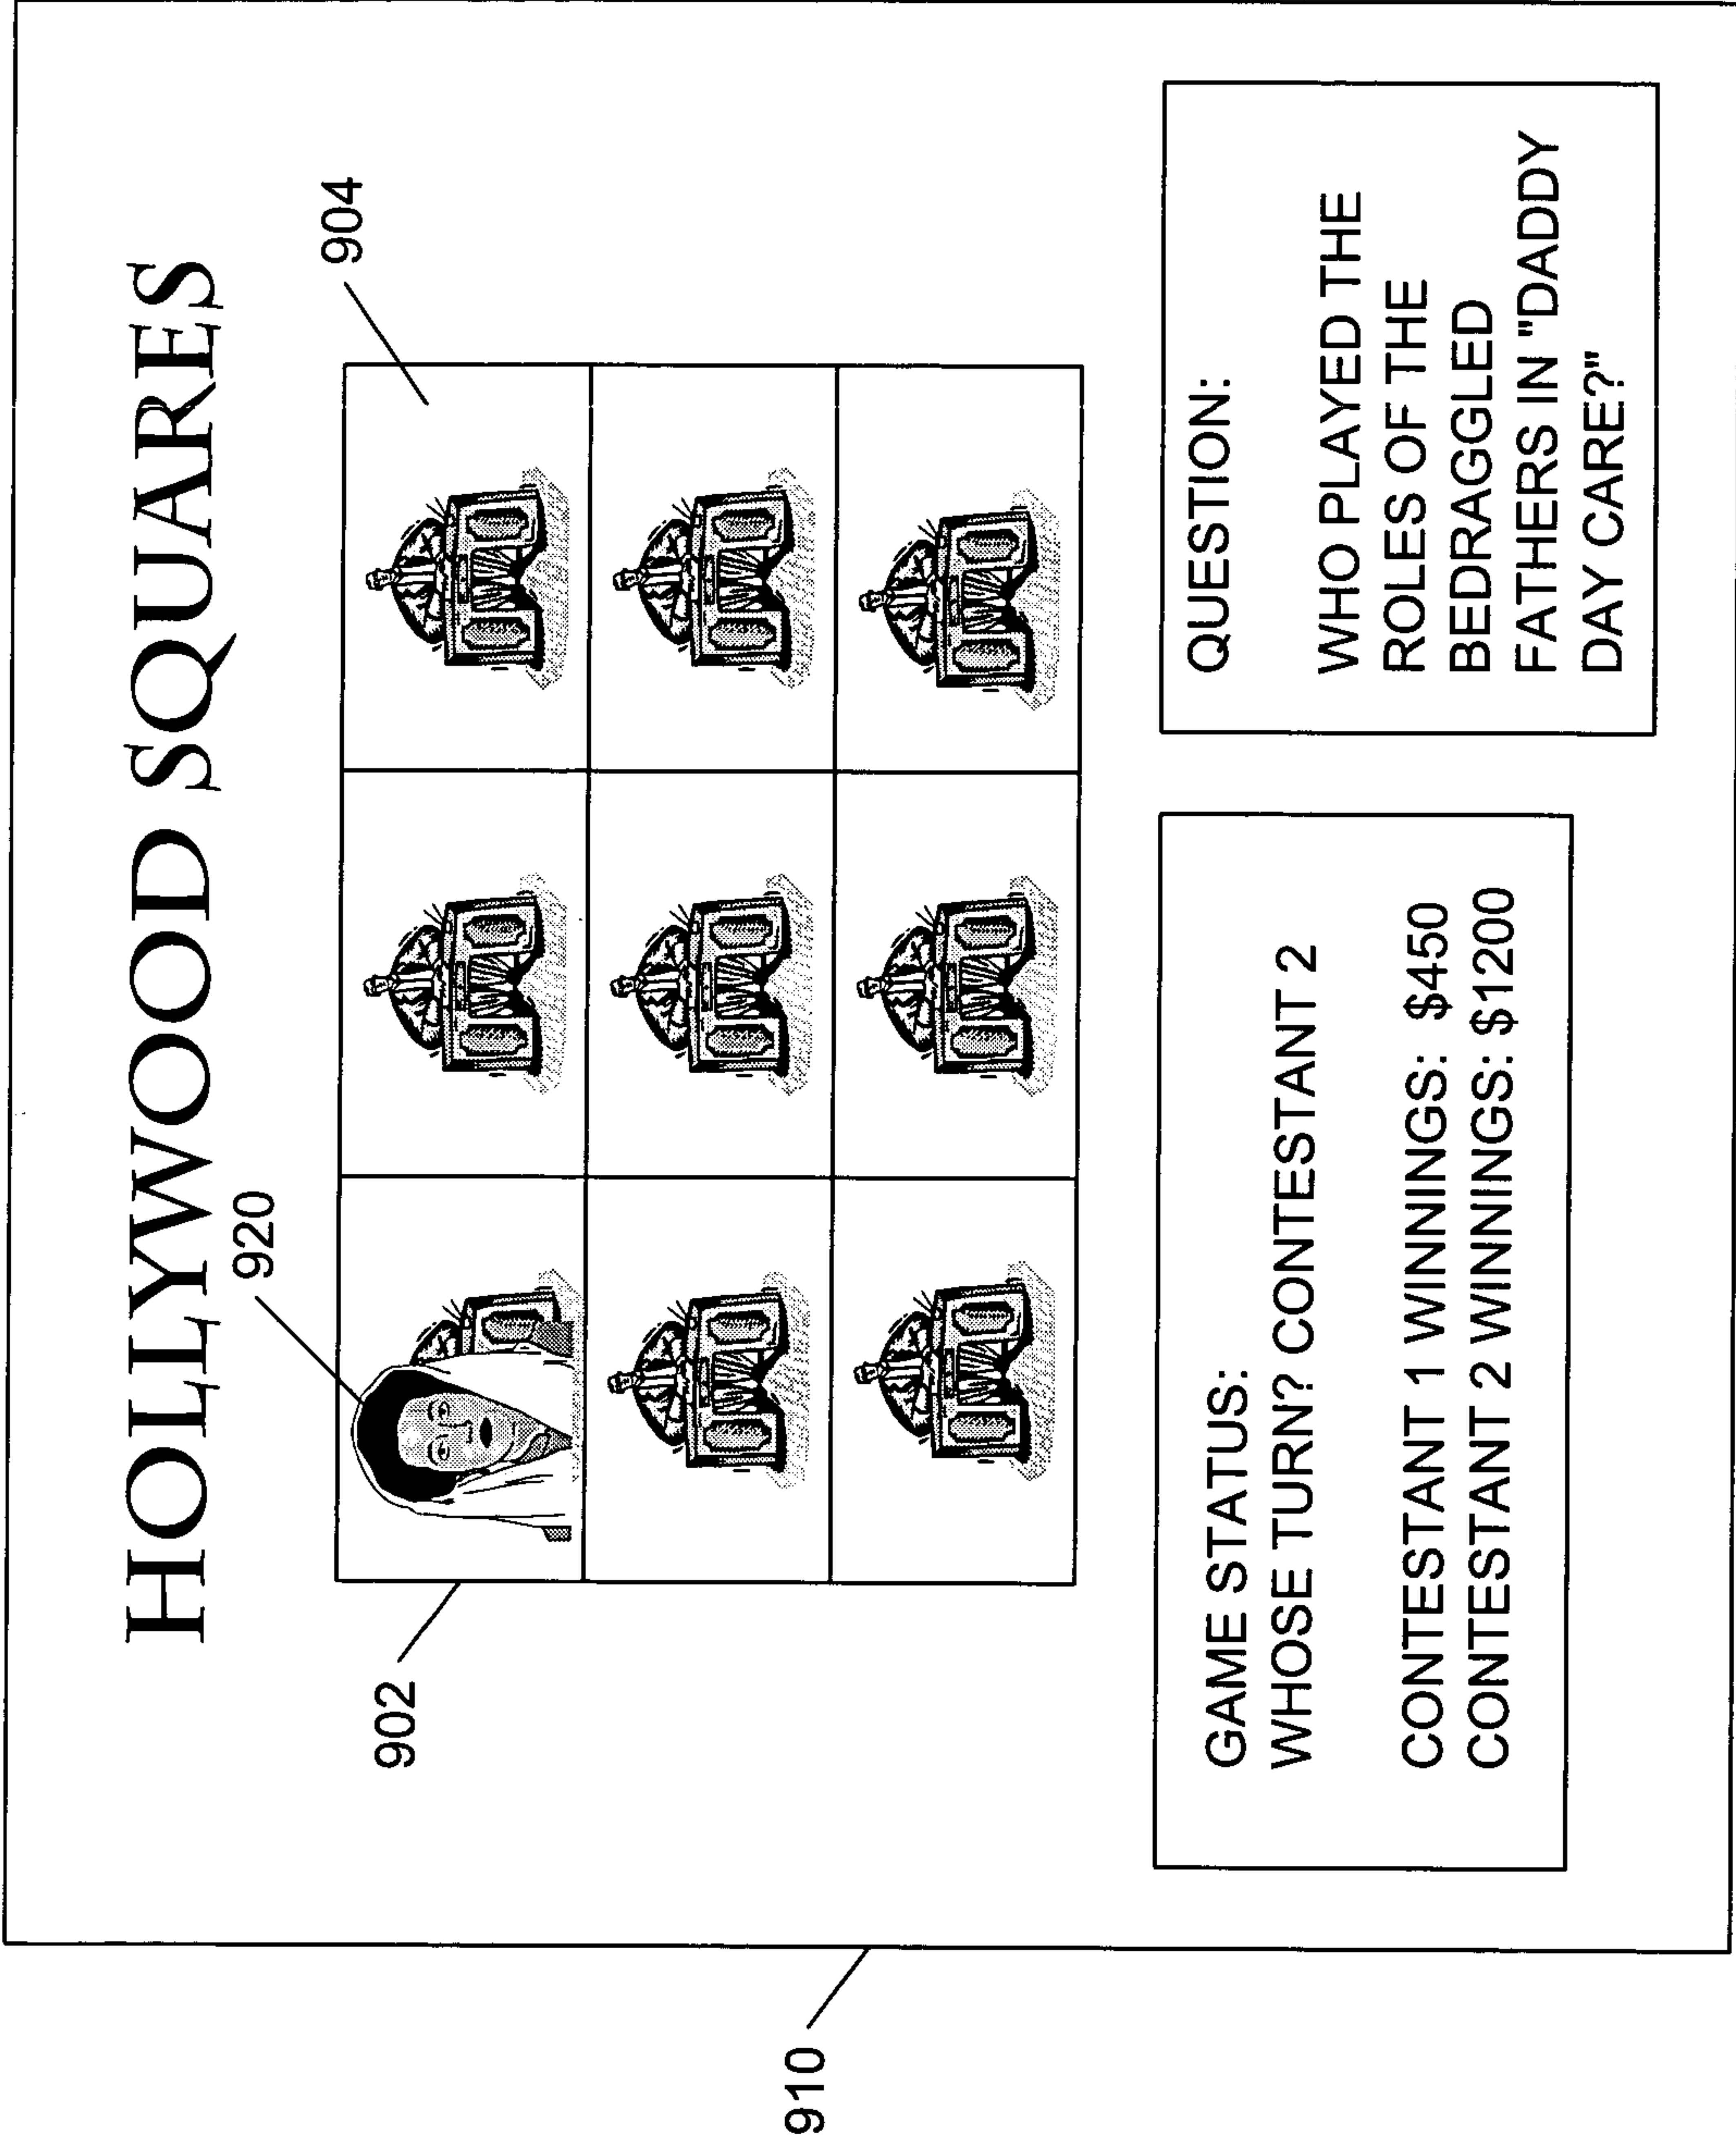 HOLLYWOOD SQUARES
920
904
902
910
GAME STATUS:
WHOSE TURN? CONTESTANT 2
CONTESTANT 1 WINNINGS: $450
CONTESTANT 2 WINNINGS: $1200
QUESTION:
WHO PLAYED THE
ROLES OF THE
BEDRAGGLED
FATHERS IN "DADDY
DAY CARE?"